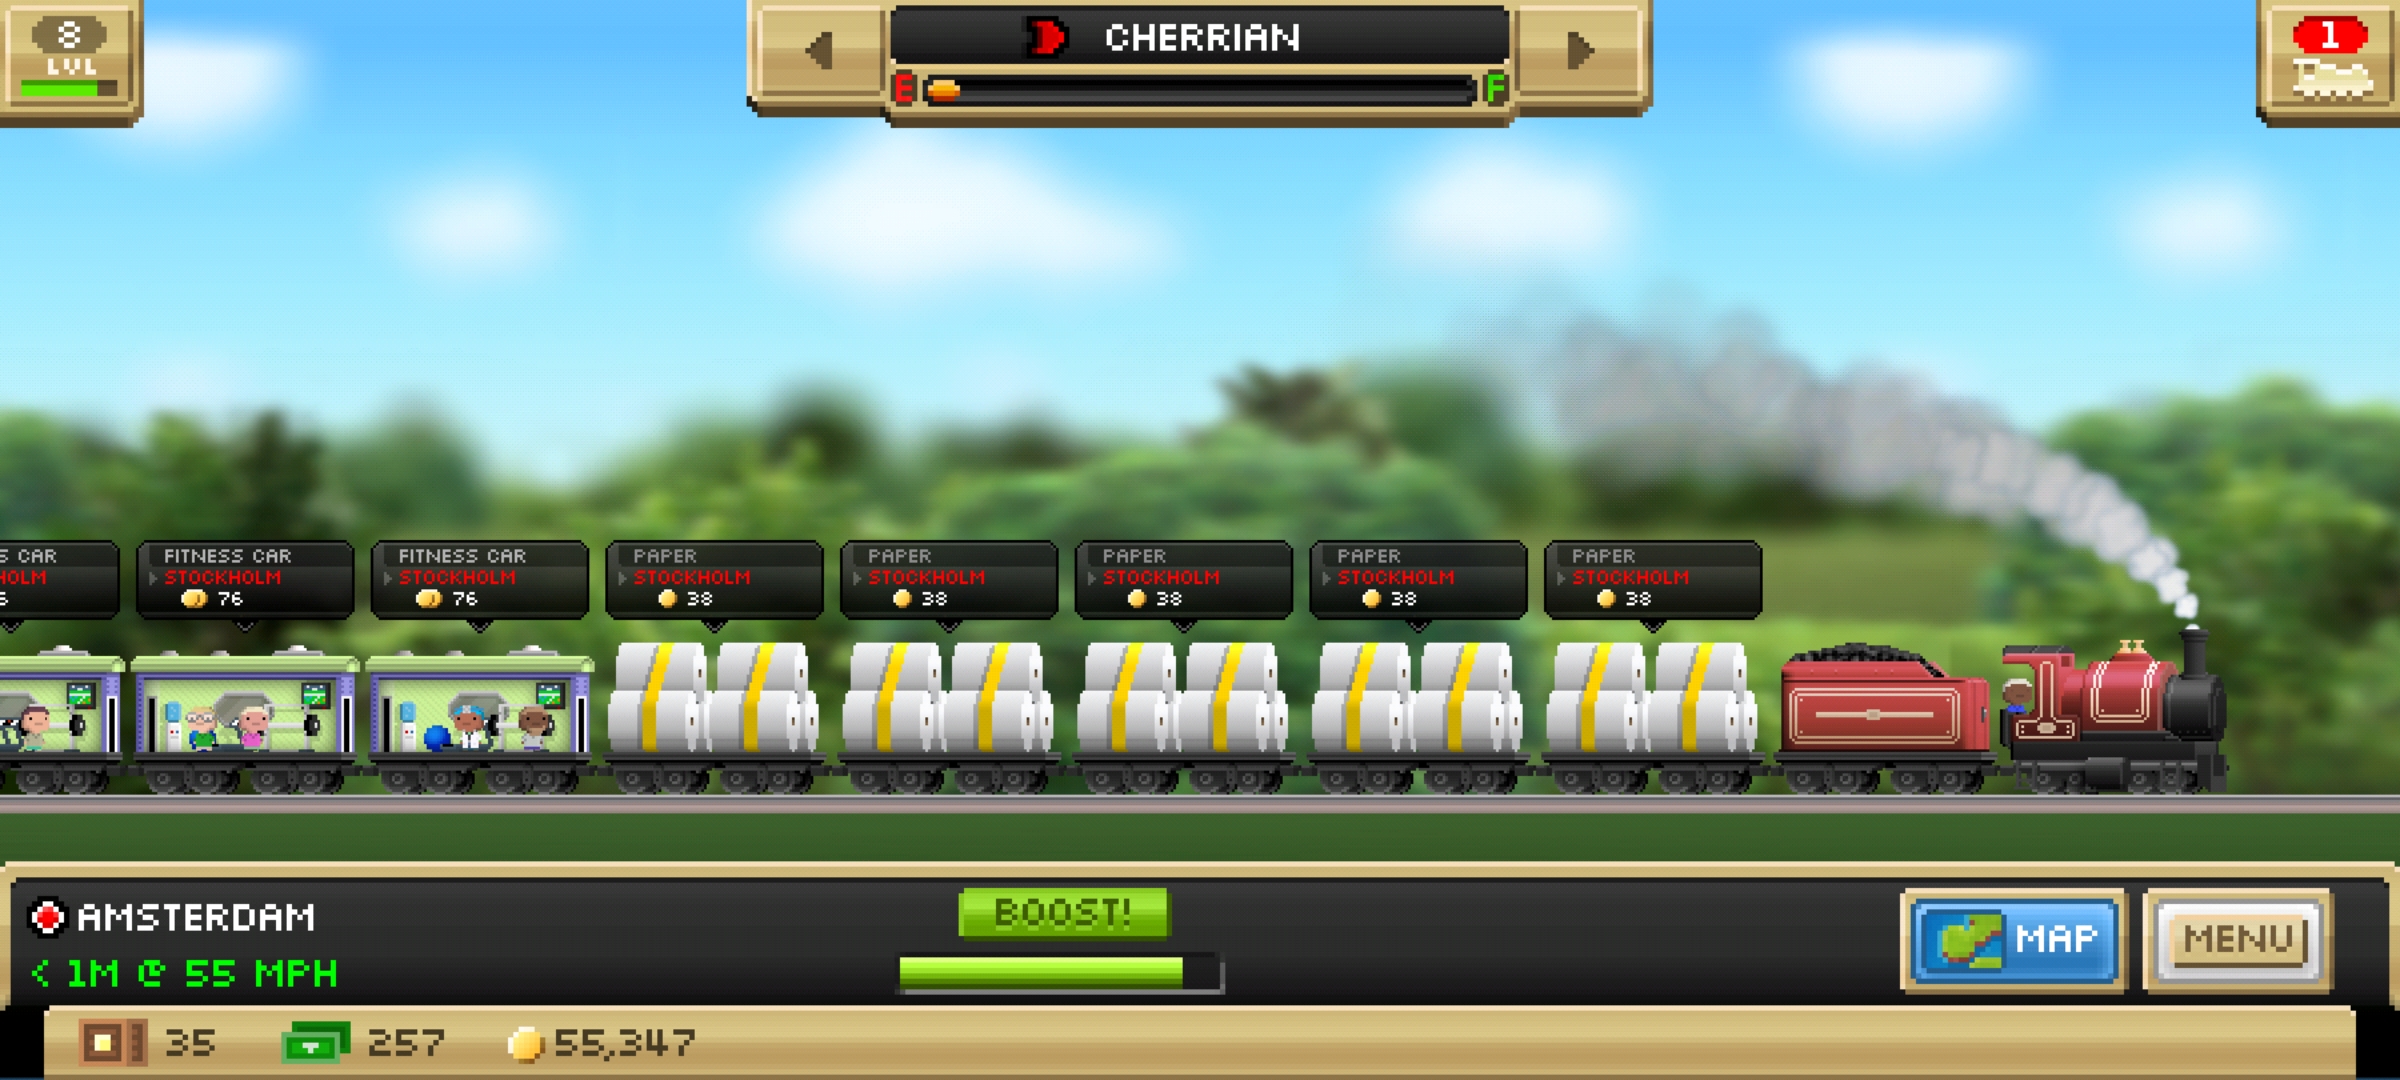 8
LVL
CHERRIAN
E F
1
S CAR
HOLM
FITNESS CAR
STOCKHOLM
76
FITNESS CAR
STOCKHOLM
76
PAPER
STOCKHOLM
38
PAPER
STOCKHOLM
38
PAPER
STOCKHOLM
38
PAPER
STOCKHOLM
38
PAPER
STOCKHOLM
38
AMSTERDAM
< 1M @ 55 MPH
BOOST!
MAP
MENU
35
257
55,347